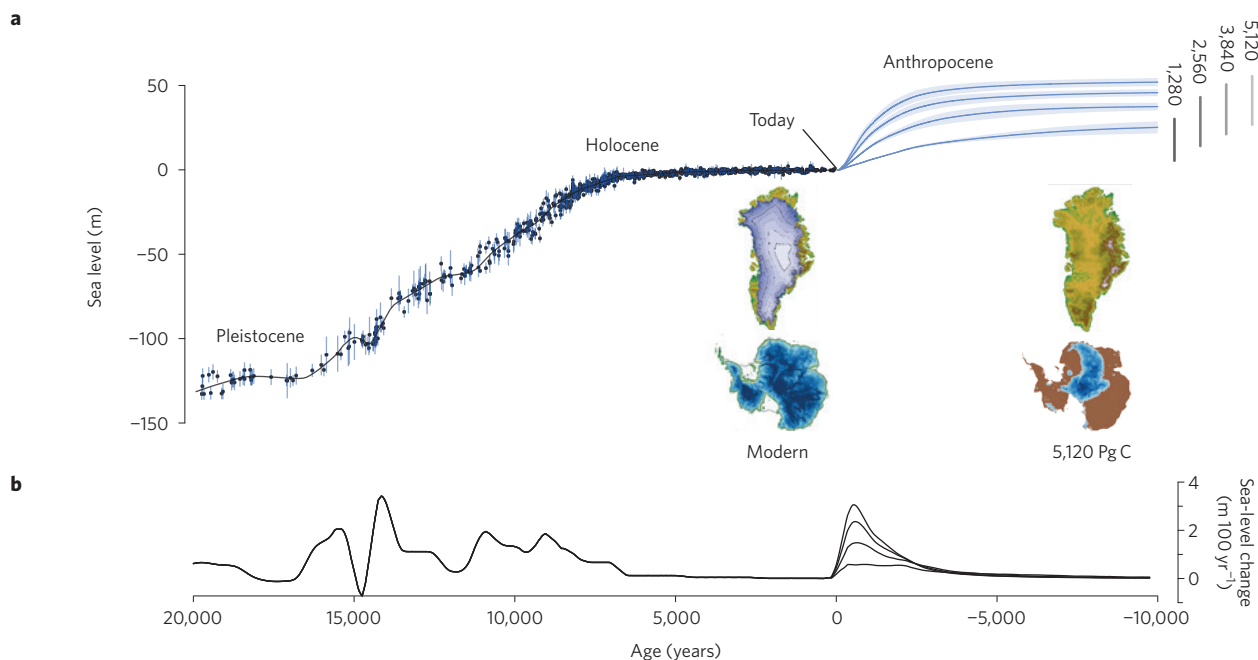 a
50
0
−50
−100
−150
Sea level (m)
Pleistocene
Holocene
Today
Anthropocene
1,280
2,560
3,840
5,120
Modern
5,120 Pg C
b
4
2
0
Sea-level change
(m 100 yr⁻¹)
20,000
15,000
10,000
5,000
0
−5,000
−10,000
Age (years)